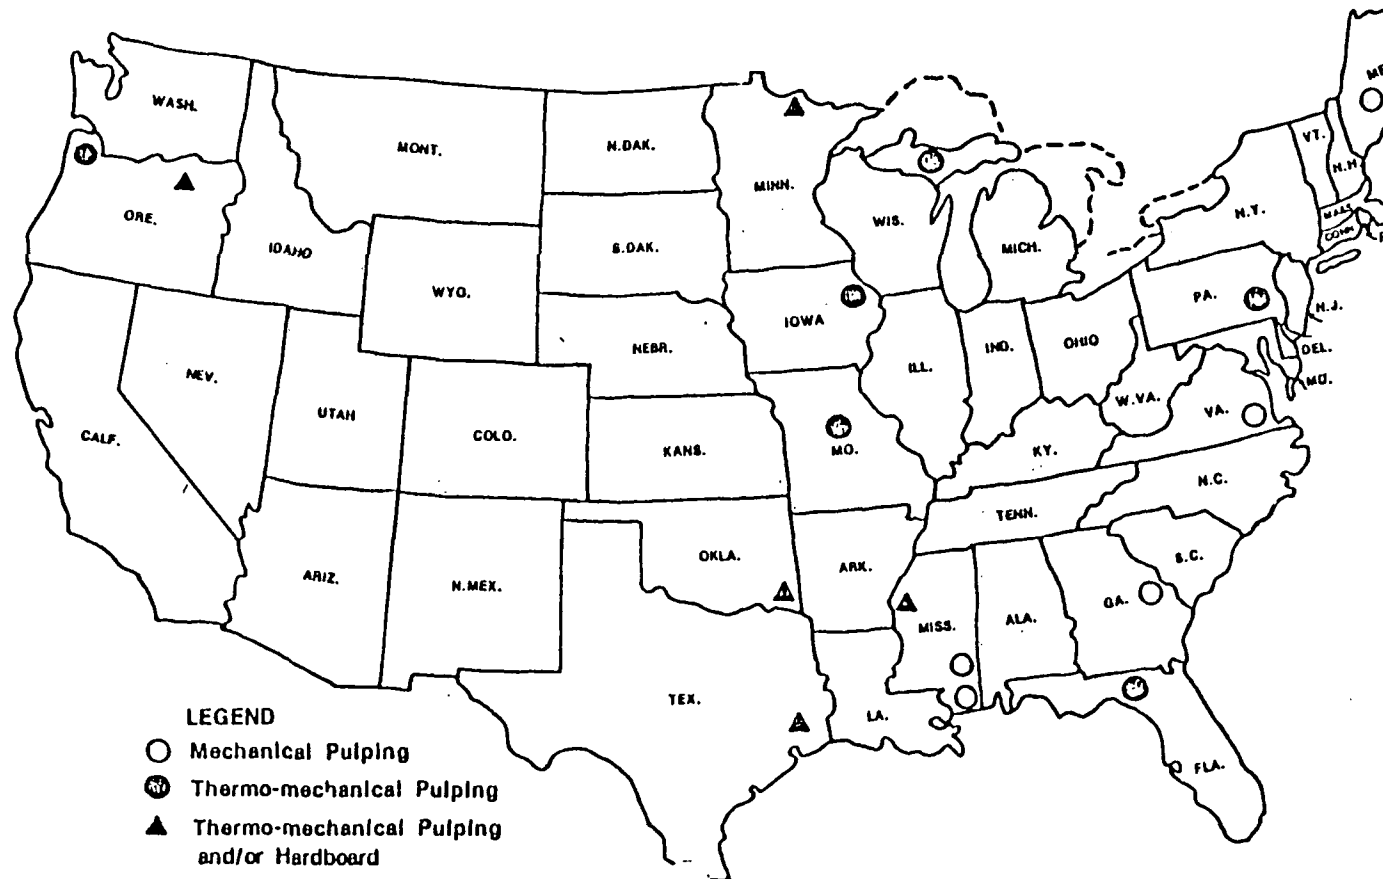 WASH.
MONT.
N.DAK.
MINN.
ORE.
IDAHO
S.DAK.
WYO.
WIS.
MICH.
VT.
N.H.
N.Y.
MASS.
CONN.
NEV.
UTAH
COLO.
NEBR.
IOWA
ILL.
IND.
OHIO
PA.
N.J.
DEL.
MD.
W.VA.
VA.
CALF.
KANS.
MO.
KY.
N.C.
TENN.
ARIZ.
N.MEX.
OKLA.
ARK.
S.C.
MISS.
ALA.
GA.
TEX.
LA.
FLA.
LEGEND
Mechanical Pulping
Thermo-mechanical Pulping
Thermo-mechanical Pulping
and/or Hardboard